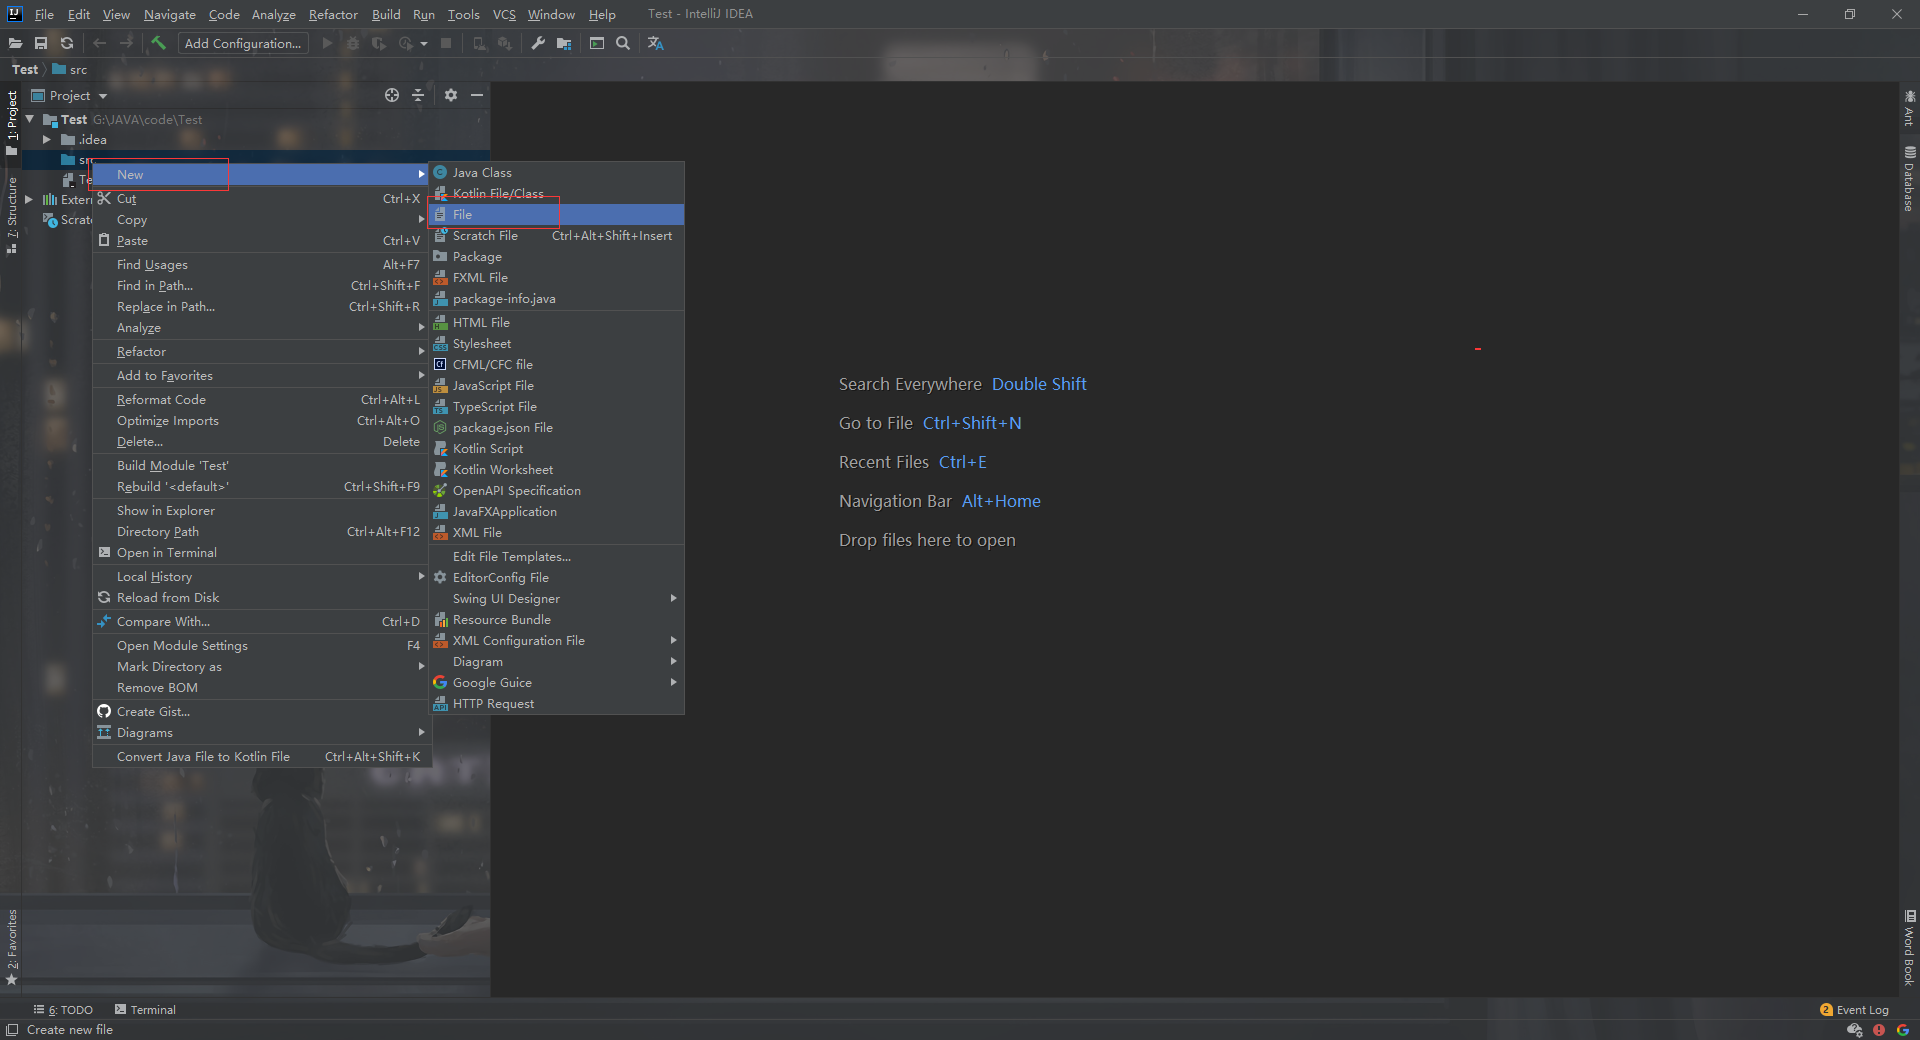 File Edit View Navigate Code Analyze Refactor Build Run Tools VCS Window Help Test - IntelliJ IDEA
Add Configuration...
Test src
Project
Test G:\JAVA\code\Test
.idea
src
Te
Exter
Scrat
1: Project
7: Structure
2: Favorites
New
Cut Ctrl+X
Copy
Paste Ctrl+V
Find Usages Alt+F7
Find in Path... Ctrl+Shift+F
Replace in Path... Ctrl+Shift+R
Analyze
Refactor
Add to Favorites
Reformat Code Ctrl+Alt+L
Optimize Imports Ctrl+Alt+O
Delete... Delete
Build Module 'Test'
Rebuild '<default>' Ctrl+Shift+F9
Show in Explorer
Directory Path Ctrl+Alt+F12
Open in Terminal
Local History
Reload from Disk
Compare With... Ctrl+D
Open Module Settings F4
Mark Directory as
Remove BOM
Create Gist...
Diagrams
Convert Java File to Kotlin File Ctrl+Alt+Shift+K
Java Class
Kotlin File/Class
File
Scratch File Ctrl+Alt+Shift+Insert
Package
FXML File
package-info.java
HTML File
Stylesheet
CFML/CFC file
JavaScript File
TypeScript File
package.json File
Kotlin Script
Kotlin Worksheet
OpenAPI Specification
JavaFXApplication
XML File
Edit File Templates...
EditorConfig File
Swing UI Designer
Resource Bundle
XML Configuration File
Diagram
Google Guice
HTTP Request
Search Everywhere Double Shift
Go to File Ctrl+Shift+N
Recent Files Ctrl+E
Navigation Bar Alt+Home
Drop files here to open
Ant
Database
Word Book
6: TODO Terminal
2 Event Log
Create new file